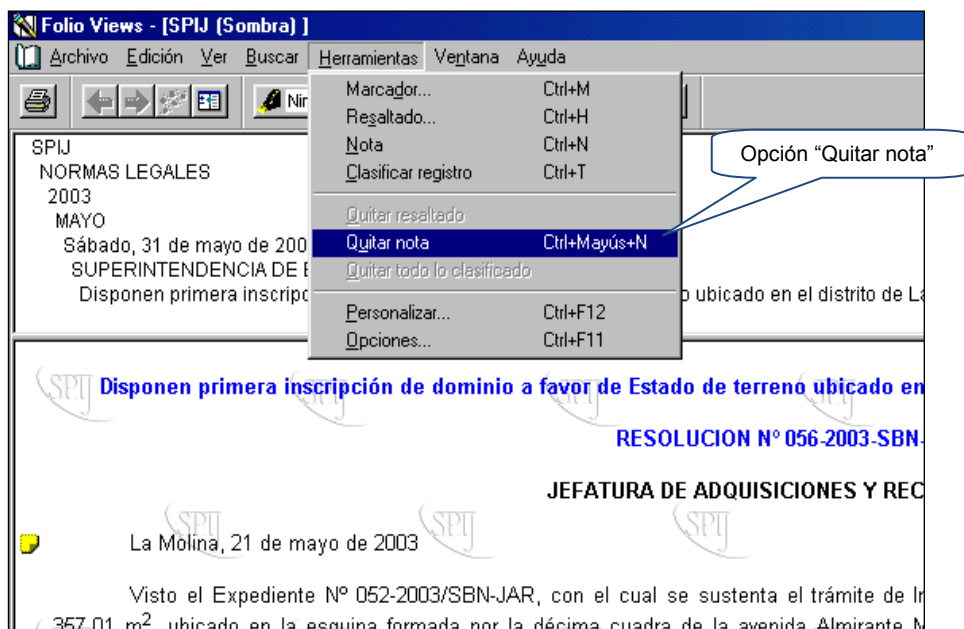 Folio Views - [SPIJ (Sombra) ]
Archivo Edición Ver Buscar Herramientas Ventana Ayuda
Nin
Marcador... Ctrl+M
Resaltado... Ctrl+H
Nota Ctrl+N
Clasificar registro Ctrl+T
Quitar resaltado
Quitar nota Ctrl+Mayús+N
Quitar todo lo clasificado
Personalizar... Ctrl+F12
Opciones... Ctrl+F11
Opción “Quitar nota”
SPIJ
NORMAS LEGALES
2003
MAYO
Sábado, 31 de mayo de 200
SUPERINTENDENCIA DE
Disponen primera inscripc o ubicado en el distrito de La
Disponen primera inscripción de dominio a favor de Estado de terreno ubicado en
RESOLUCION Nº 056-2003-SBN-
JEFATURA DE ADQUISICIONES Y REC
La Molina, 21 de mayo de 2003
Visto el Expediente Nº 052-2003/SBN-JAR, con el cual se sustenta el trámite de In
357.01 m2, ubicado en la esquina formada por la décima cuadra de la avenida Almirante M
SPIJ
SPIJ
SPIJ
SPIJ
SPIJ
SPIJ